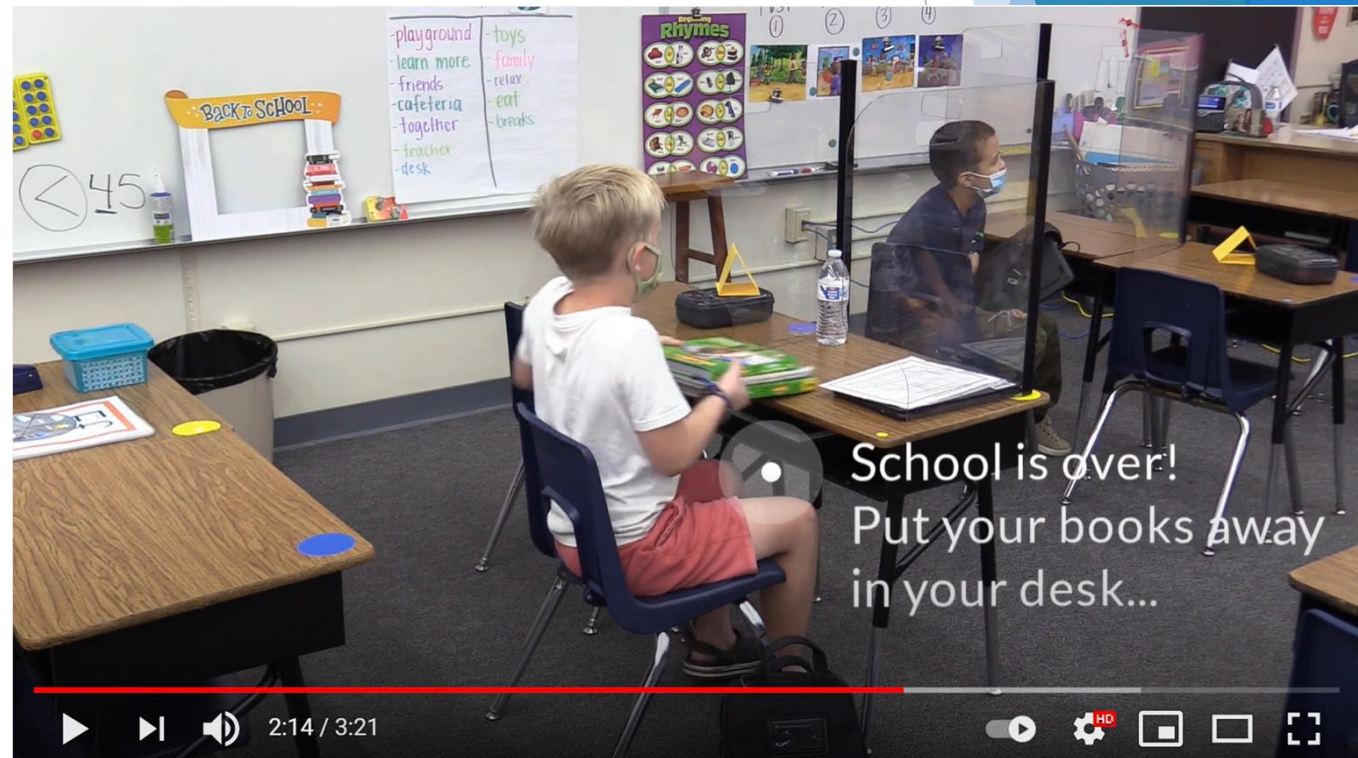 -playground
-learn more
-friends
-cafeteria
-together
-teacher
-desk
-toys
-family
-relax
-eat
-breaks
Beginning
Rhymes
1
2
3
4
BACK TO SCHOOL
< 45
School is over!
Put your books away
in your desk...
2:14 / 3:21
HD